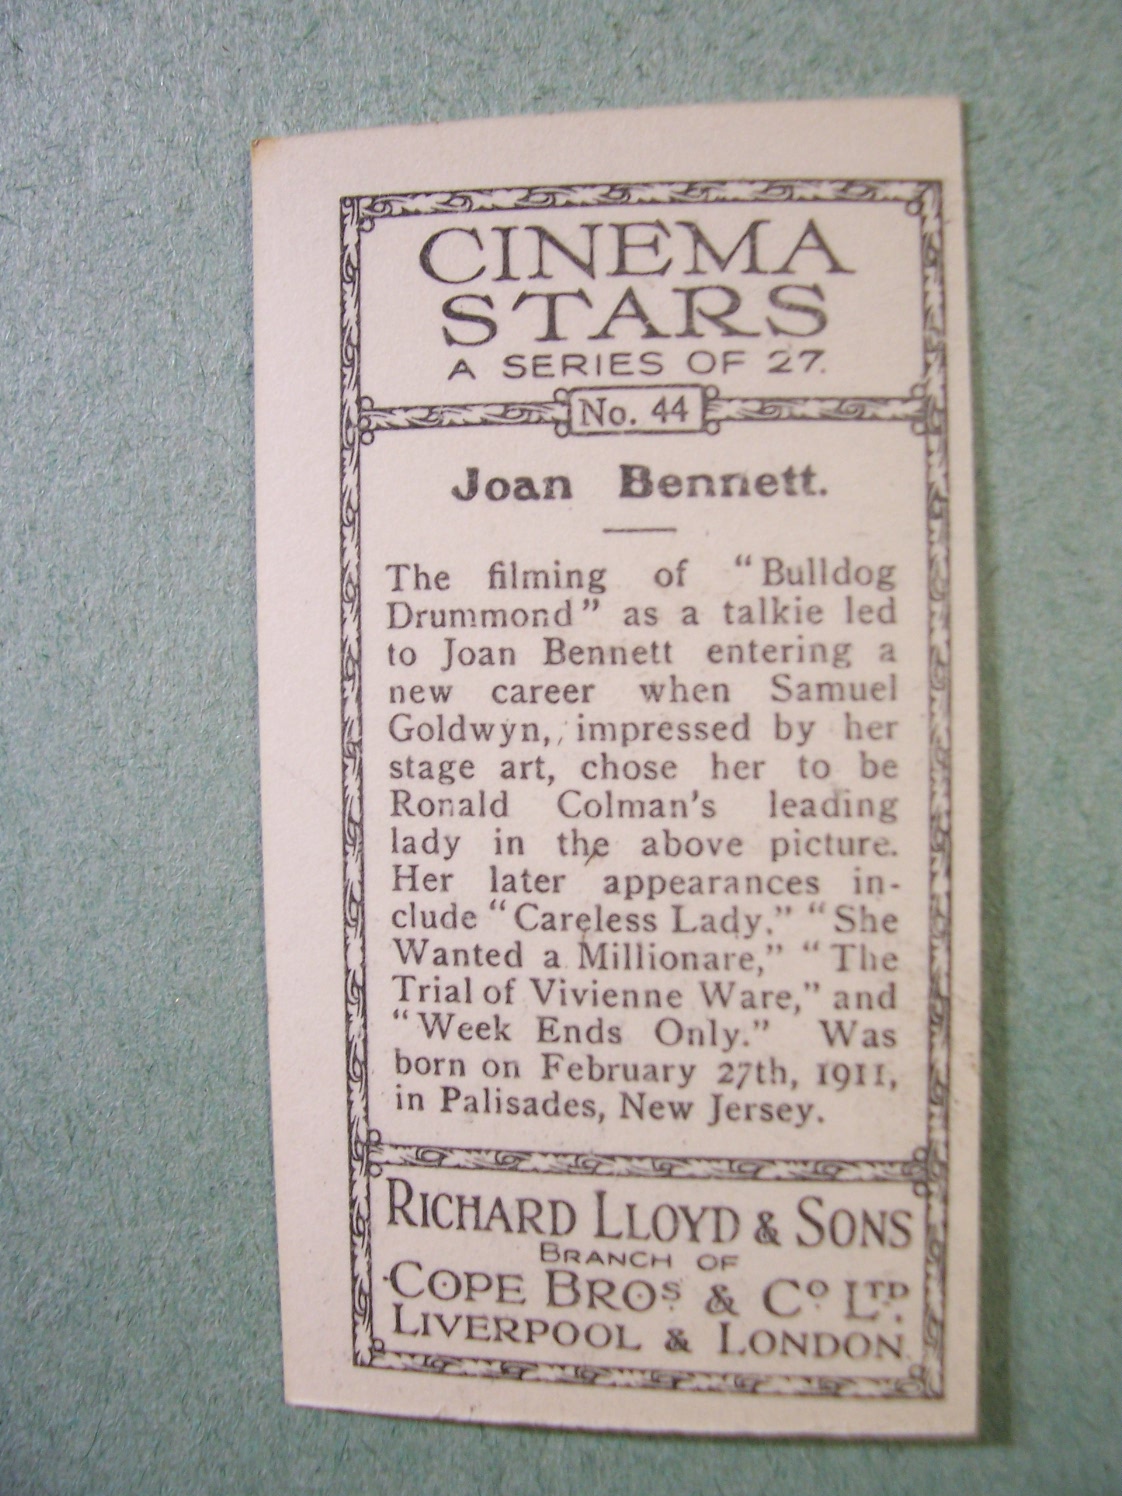 CINEMA
STARS
A SERIES OF 27.
No. 44
Joan Bennett.
The filming of "Bulldog
Drummond" as a talkie led
to Joan Bennett entering a
new career when Samuel
Goldwyn, impressed by her
stage art, chose her to be
Ronald Colman's leading
lady in the above picture.
Her later appearances in-
clude "Careless Lady," "She
Wanted a Millionare," "The
Trial of Vivienne Ware," and
"Week Ends Only." Was
born on February 27th, 1911,
in Palisades, New Jersey.
RICHARD LLOYD & SONS
BRANCH OF
COPE BROS & CO LTD.
LIVERPOOL & LONDON